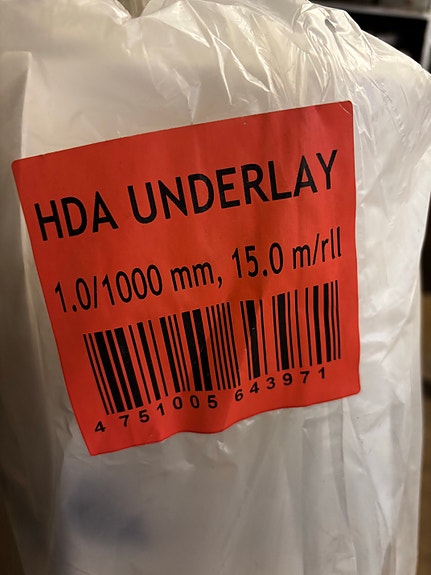 HDA UNDERLAY
1.0/1000 mm, 15.0 m/rll
4 751005 643971